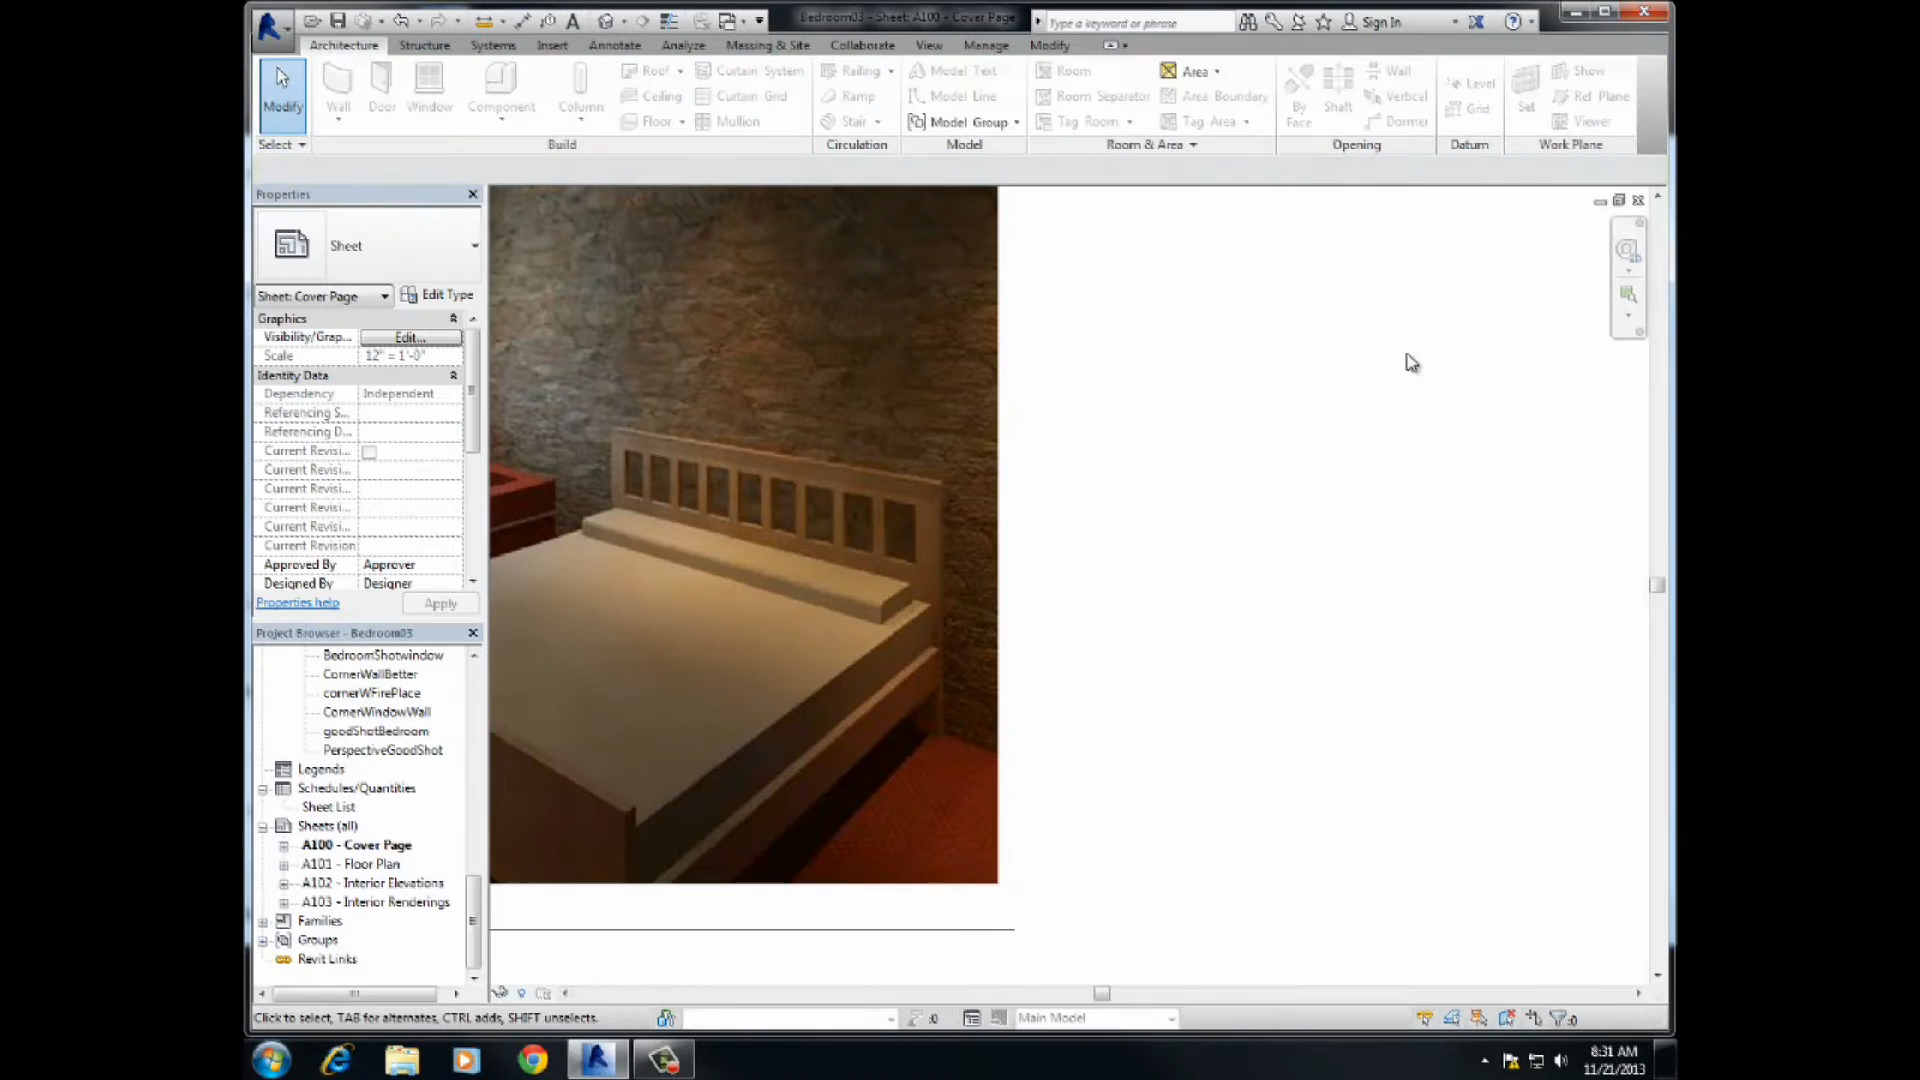 Bedroom03 - Sheet: A100 - Cover Page
Type a keyword or phrase
Sign In
Architecture
Structure
Systems
Insert
Annotate
Analyze
Massing & Site
Collaborate
View
Manage
Modify
Modify
Wall
Door
Window
Component
Column
Roof
Ceiling
Floor
Curtain System
Curtain Grid
Mullion
Railing
Ramp
Stair
Model Text
Model Line
Model Group
Room
Room Separator
Tag Room
Area
Area Boundary
Tag Area
By Face
Shaft
Wall
Vertical
Dormer
Level
Grid
Set
Show
Ref Plane
Viewer
Select
Build
Circulation
Model
Room & Area
Opening
Datum
Work Plane
Properties
Sheet
Sheet: Cover Page
Edit Type
Graphics
Visibility/Grap...
Edit...
Scale
12" = 1'-0"
Identity Data
Dependency
Independent
Referencing S...
Referencing D...
Current Revisi...
Current Revisi...
Current Revisi...
Current Revisi...
Current Revisi...
Current Revision
Approved By
Approver
Designed By
Designer
Properties help
Apply
Project Browser - Bedroom03
BedroomShotwindow
CornerWallBetter
cornerWFirePlace
CornerWindowWall
goodShotBedroom
PerspectiveGoodShot
Legends
Schedules/Quantities
Sheet List
Sheets (all)
A100 - Cover Page
A101 - Floor Plan
A102 - Interior Elevations
A103 - Interior Renderings
Families
Groups
Revit Links
Click to select, TAB for alternates, CTRL adds, SHIFT unselects.
:0
Main Model
:0
8:31 AM
11/21/2013